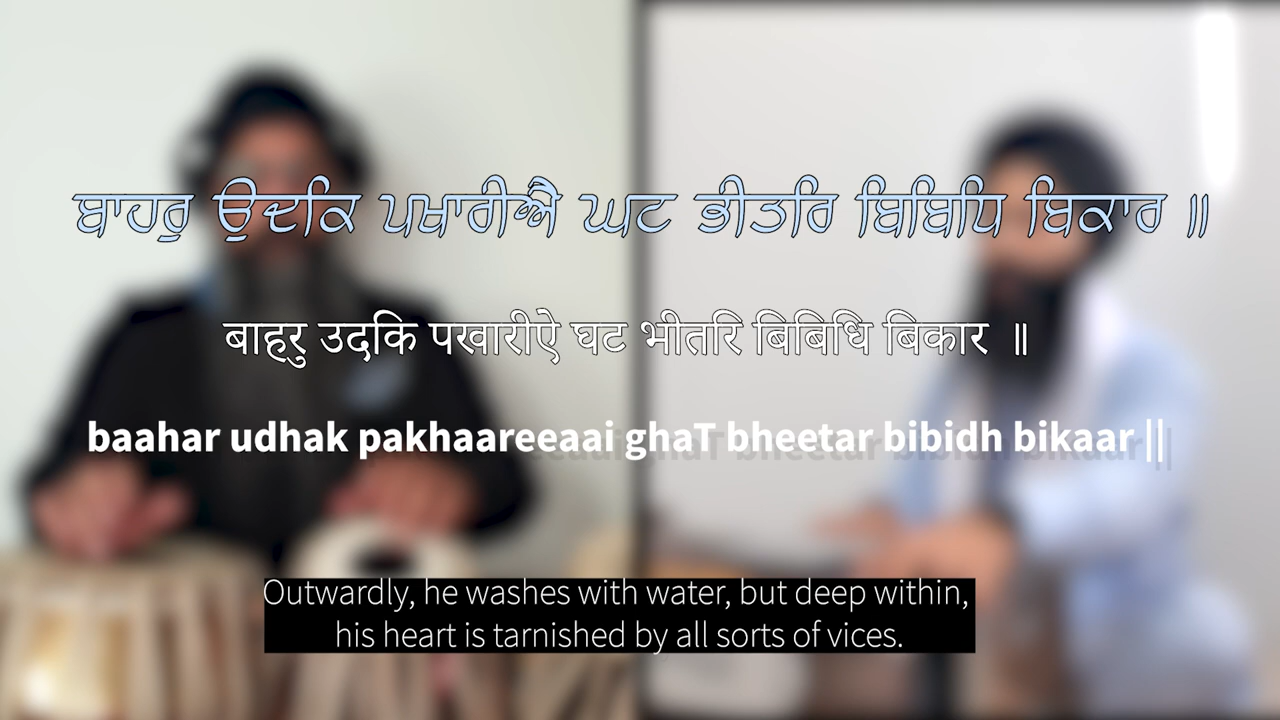 ਬਾਹਰੁ ਉਦਕਿ ਪਖਾਰੀਐ ਘਟ ਭੀਤਰਿ ਬਿਬਿਧਿ ਬਿਕਾਰ ॥
बाहरु उदकि पखारीऐ घट भीतरि बिबिधि बिकार ॥
baahar udhak pakhaareeaai ghaT bheetar bibidh bikaar ||
Outwardly, he washes with water, but deep within,
his heart is tarnished by all sorts of vices.